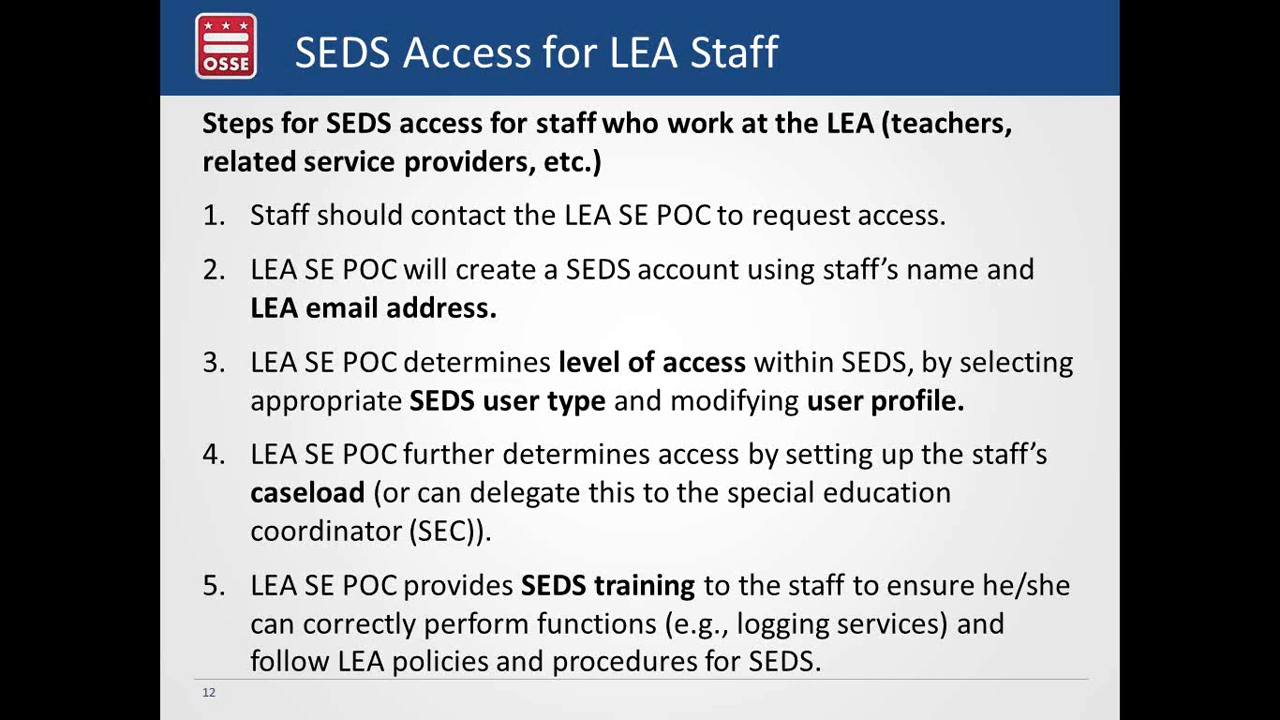 OSSE
SEDS Access for LEA Staff
Steps for SEDS access for staff who work at the LEA (teachers,
related service providers, etc.)
1. Staff should contact the LEA SE POC to request access.
2. LEA SE POC will create a SEDS account using staff’s name and
LEA email address.
3. LEA SE POC determines level of access within SEDS, by selecting
appropriate SEDS user type and modifying user profile.
4. LEA SE POC further determines access by setting up the staff’s
caseload (or can delegate this to the special education
coordinator (SEC)).
5. LEA SE POC provides SEDS training to the staff to ensure he/she
can correctly perform functions (e.g., logging services) and
follow LEA policies and procedures for SEDS.
12